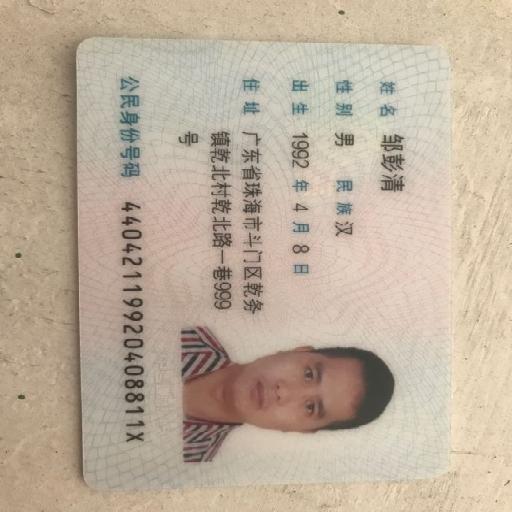 姓名 邹彭清
性别 男 民族 汉
出生 1992 年 4 月 8 日
住址 广东省珠海市斗门区乾务
镇乾北村乾北路一巷999
号
公民身份号码 44042119920408811X